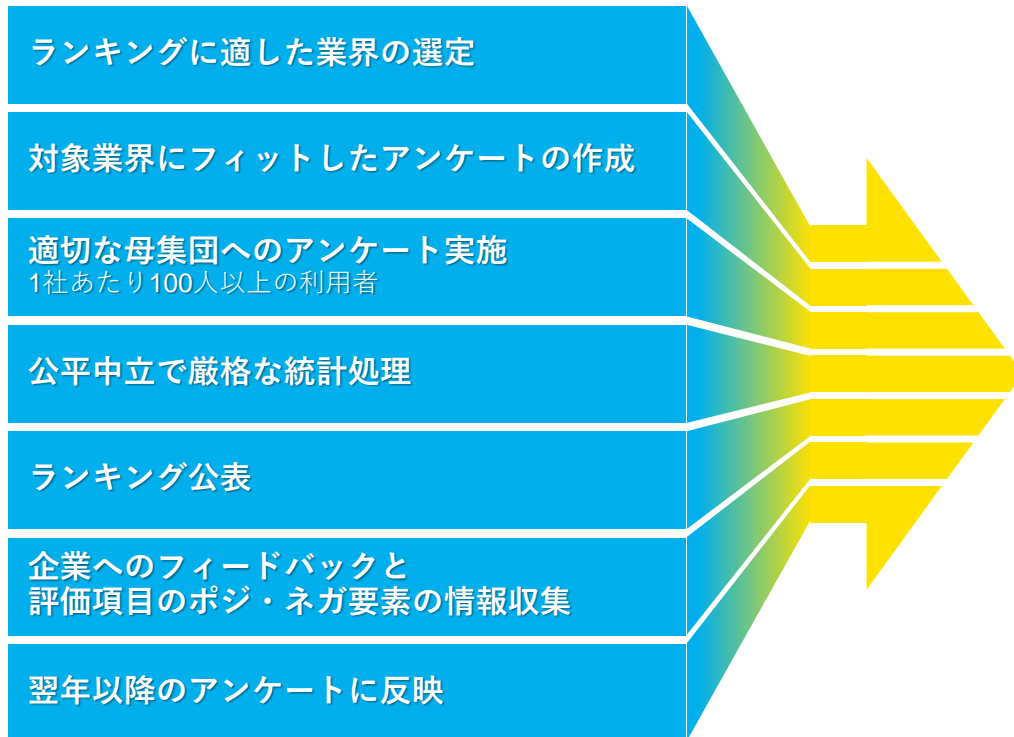 ランキングに適した業界の選定
対象業界にフィットしたアンケートの作成
適切な母集団へのアンケート実施
1社あたり100人以上の利用者
公平中立で厳格な統計処理
ランキング公表
企業へのフィードバックと
評価項目のポジ・ネガ要素の情報収集
翌年以降のアンケートに反映